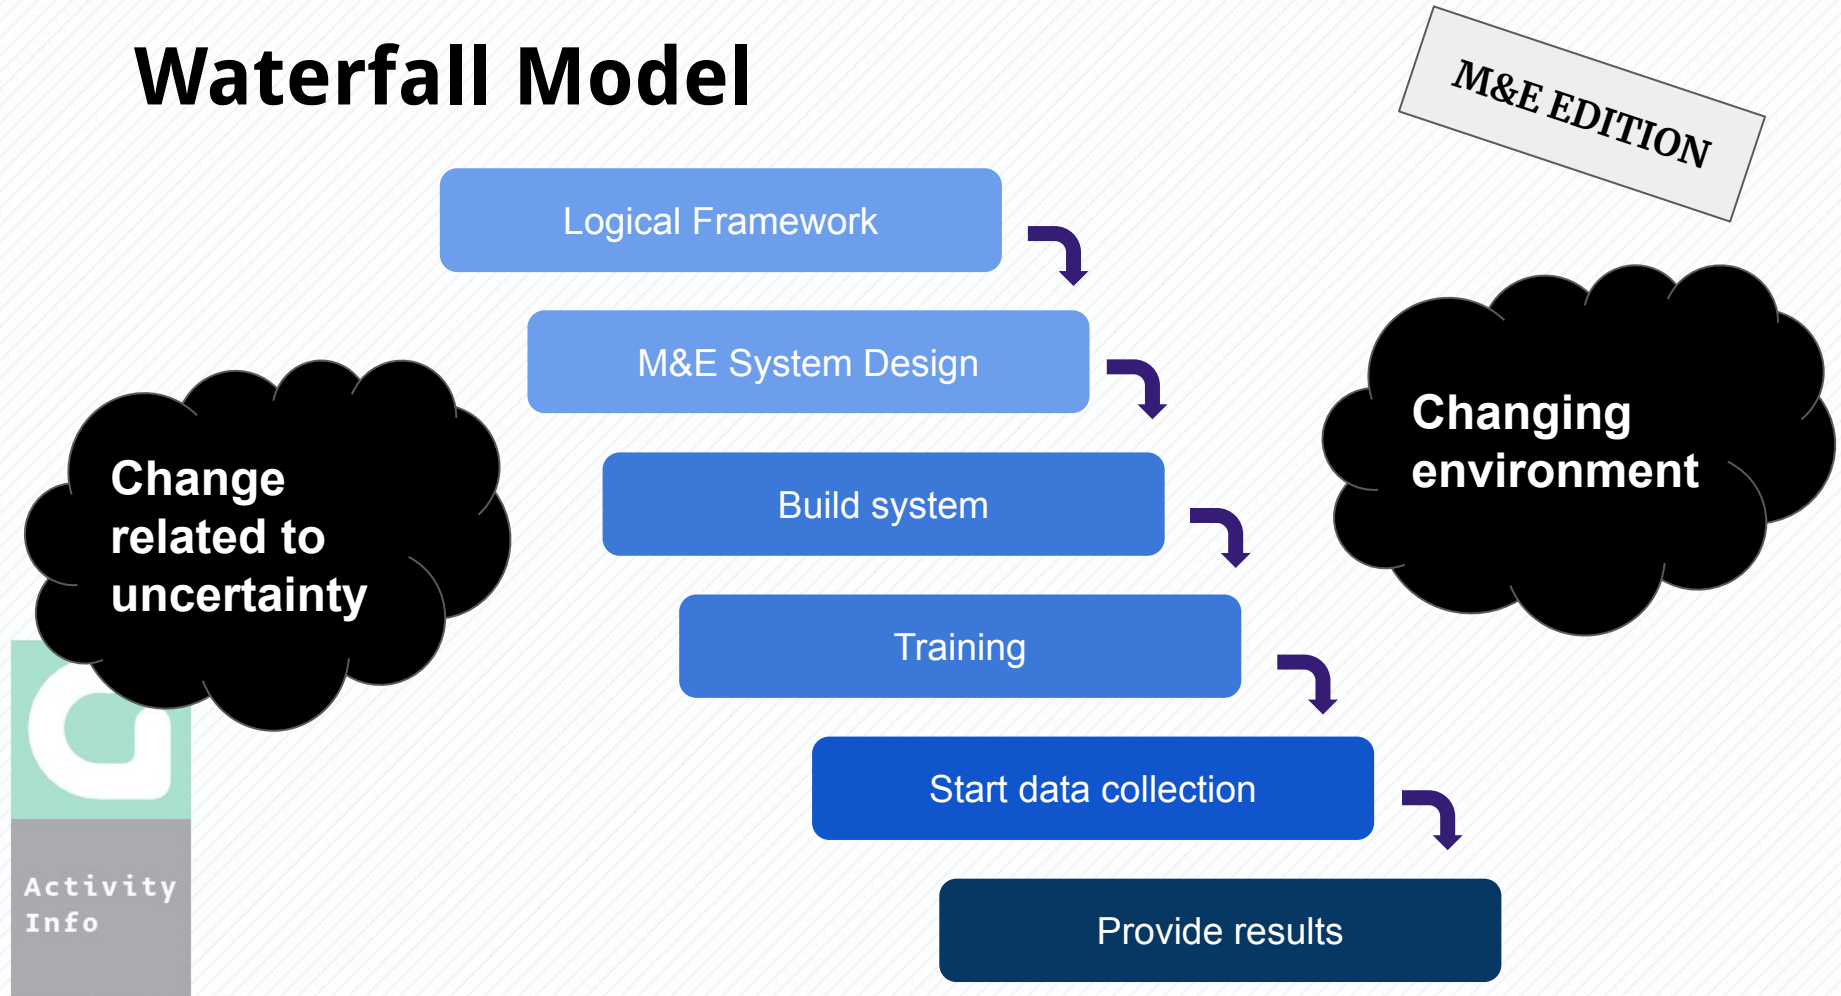 Waterfall Model
M&E EDITION
Logical Framework
M&E System Design
Build system
Training
Start data collection
Provide results
Change
related to
uncertainty
Changing
environment
Activity
Info